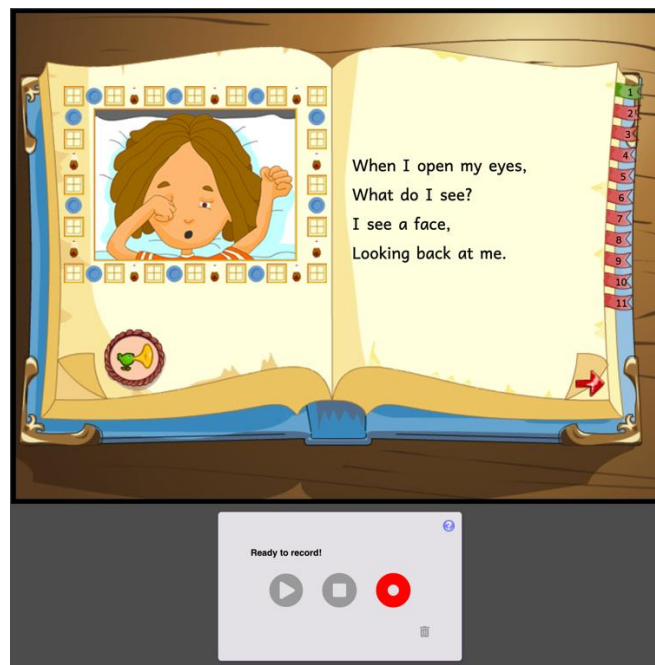 When I open my eyes,
What do I see?
I see a face,
Looking back at me.
1
2
3
4
5
6
7
8
9
10
11
?
Ready to record!